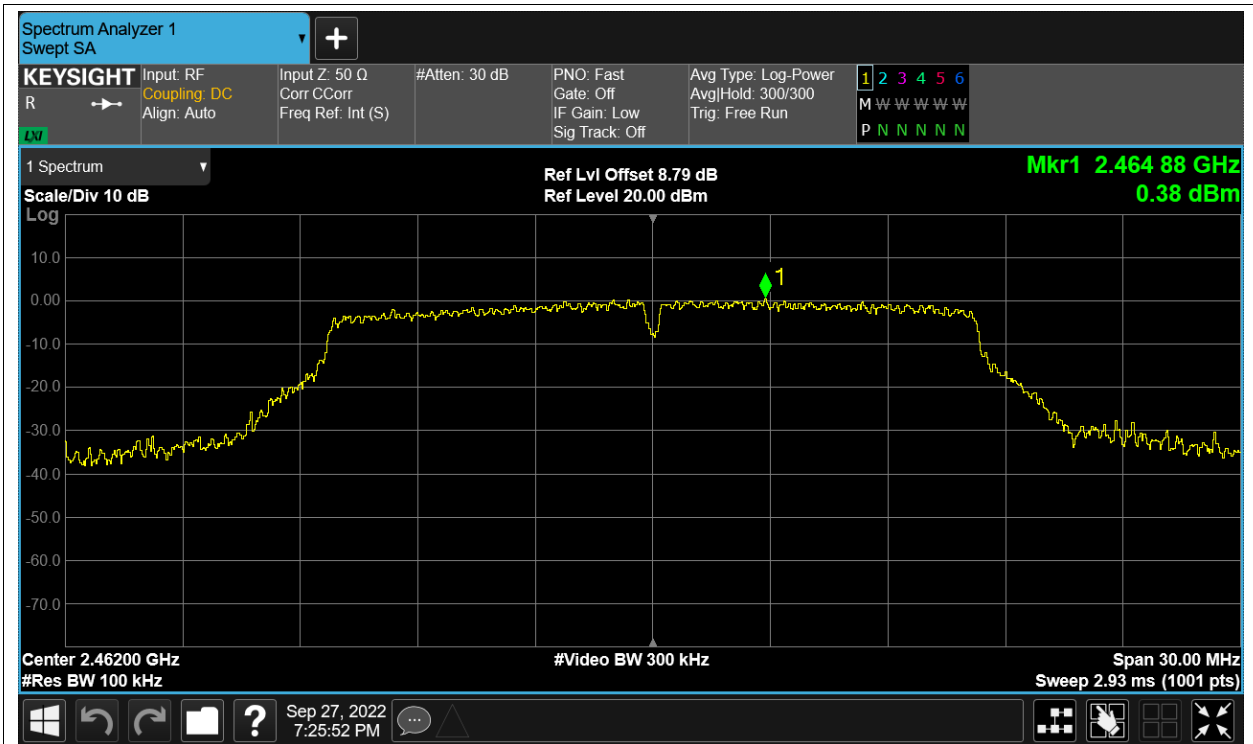 Spectrum Analyzer 1
Swept SA
KEYSIGHT
R
LXI
Input: RF
Coupling: DC
Align: Auto
Input Z: 50 Ω
Corr CCorr
Freq Ref: Int (S)
#Atten: 30 dB
PNO: Fast
Gate: Off
IF Gain: Low
Sig Track: Off
Avg Type: Log-Power
Avg|Hold: 300/300
Trig: Free Run
1 2 3 4 5 6
M W W W W W
P N N N N N
1 Spectrum
Scale/Div 10 dB
Log
Ref Lvl Offset 8.79 dB
Ref Level 20.00 dBm
Mkr1 2.464 88 GHz
0.38 dBm
1
10.0
0.00
-10.0
-20.0
-30.0
-40.0
-50.0
-60.0
-70.0
Center 2.46200 GHz
#Res BW 100 kHz
#Video BW 300 kHz
Span 30.00 MHz
Sweep 2.93 ms (1001 pts)
?
Sep 27, 2022
7:25:52 PM